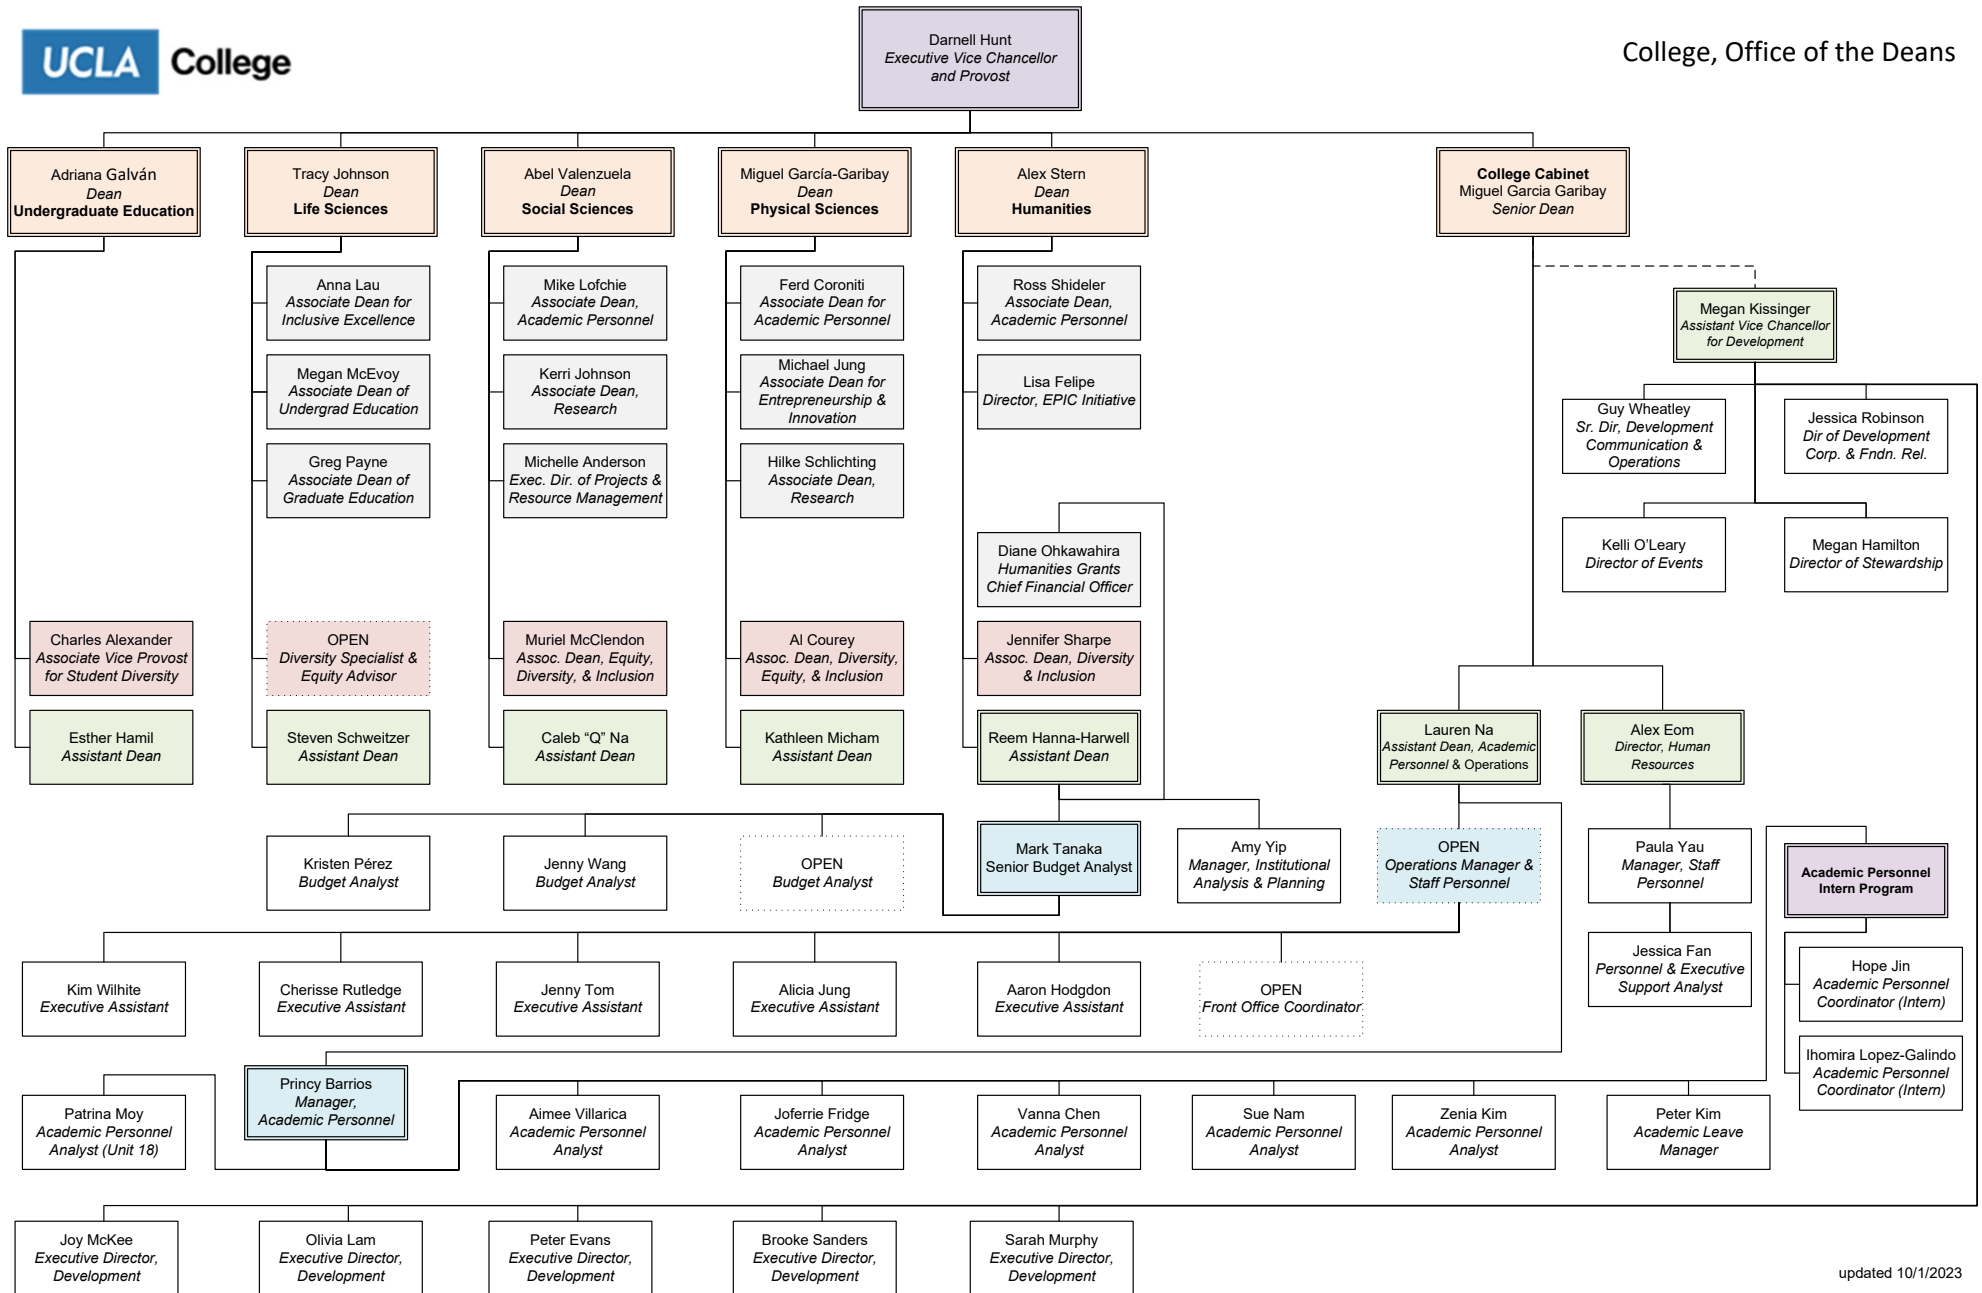 UCLA College
College, Office of the Deans
Darnell Hunt
Executive Vice Chancellor
and Provost
Adriana Galván
Dean
Undergraduate Education
Tracy Johnson
Dean
Life Sciences
Abel Valenzuela
Dean
Social Sciences
Miguel García-Garibay
Dean
Physical Sciences
Alex Stern
Dean
Humanities
College Cabinet
Miguel Garcia Garibay
Senior Dean
Anna Lau
Associate Dean for
Inclusive Excellence
Mike Lofchie
Associate Dean,
Academic Personnel
Ferd Coroniti
Associate Dean for
Academic Personnel
Ross Shideler
Associate Dean,
Academic Personnel
Megan Kissinger
Assistant Vice Chancellor
for Development
Megan McEvoy
Associate Dean of
Undergrad Education
Kerri Johnson
Associate Dean,
Research
Michael Jung
Associate Dean for
Entrepreneurship &
Innovation
Lisa Felipe
Director, EPIC Initiative
Guy Wheatley
Sr. Dir, Development
Communication &
Operations
Jessica Robinson
Dir of Development
Corp. & Fndn. Rel.
Greg Payne
Associate Dean of
Graduate Education
Michelle Anderson
Exec. Dir. of Projects &
Resource Management
Hilke Schlichting
Associate Dean,
Research
Diane Ohkawahira
Humanities Grants
Chief Financial Officer
Kelli O’Leary
Director of Events
Megan Hamilton
Director of Stewardship
Charles Alexander
Associate Vice Provost
for Student Diversity
OPEN
Diversity Specialist &
Equity Advisor
Muriel McClendon
Assoc. Dean, Equity,
Diversity, & Inclusion
Al Courey
Assoc. Dean, Diversity,
Equity, & Inclusion
Jennifer Sharpe
Assoc. Dean, Diversity
& Inclusion
Esther Hamil
Assistant Dean
Steven Schweitzer
Assistant Dean
Caleb “Q” Na
Assistant Dean
Kathleen Micham
Assistant Dean
Reem Hanna-Harwell
Assistant Dean
Lauren Na
Assistant Dean, Academic
Personnel & Operations
Alex Eom
Director, Human
Resources
Kristen Pérez
Budget Analyst
Jenny Wang
Budget Analyst
OPEN
Budget Analyst
Mark Tanaka
Senior Budget Analyst
Amy Yip
Manager, Institutional
Analysis & Planning
OPEN
Operations Manager &
Staff Personnel
Paula Yau
Manager, Staff
Personnel
Academic Personnel
Intern Program
Kim Wilhite
Executive Assistant
Cherisse Rutledge
Executive Assistant
Jenny Tom
Executive Assistant
Alicia Jung
Executive Assistant
Aaron Hodgdon
Executive Assistant
OPEN
Front Office Coordinator
Jessica Fan
Personnel & Executive
Support Analyst
Hope Jin
Academic Personnel
Coordinator (Intern)
Ihomira Lopez-Galindo
Academic Personnel
Coordinator (Intern)
Patrina Moy
Academic Personnel
Analyst (Unit 18)
Princy Barrios
Manager,
Academic Personnel
Aimee Villarica
Academic Personnel
Analyst
Joferrie Fridge
Academic Personnel
Analyst
Vanna Chen
Academic Personnel
Analyst
Sue Nam
Academic Personnel
Analyst
Zenia Kim
Academic Personnel
Analyst
Peter Kim
Academic Leave
Manager
Joy McKee
Executive Director,
Development
Olivia Lam
Executive Director,
Development
Peter Evans
Executive Director,
Development
Brooke Sanders
Executive Director,
Development
Sarah Murphy
Executive Director,
Development
updated 10/1/2023